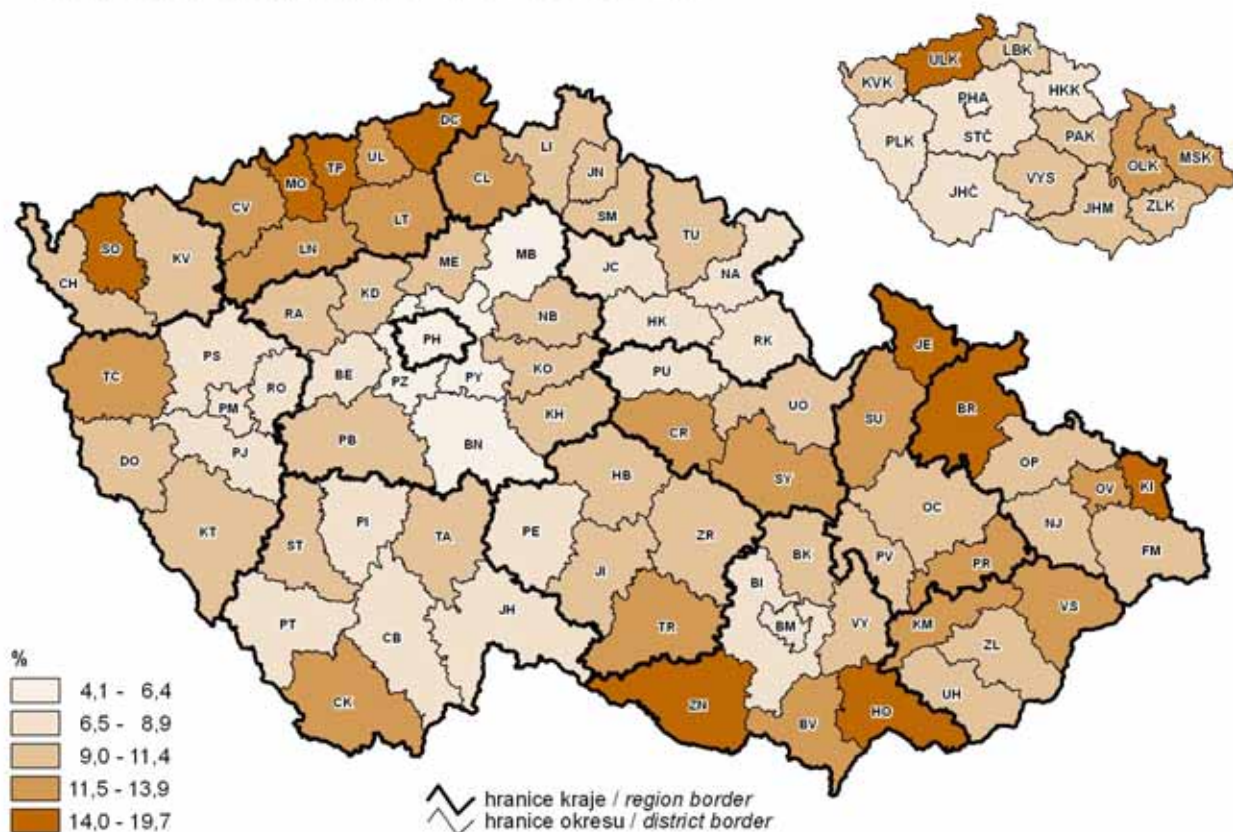 ULK
LBK
KVK
HKK
PHA
STČ
PAK
PLK
OLK
MSK
VYS
JHČ
JHM
ZLK
DC
TP
UL
LI
MO
CL
JN
CV
LT
SM
SO
KV
LN
TU
CH
ME
MB
JC
NA
RA
KD
NB
HK
RK
JE
PH
PS
BE
PZ
PY
KO
PU
TC
RO
PM
UO
BR
SU
KH
CR
PB
BN
OP
DO
PJ
SY
KI
OV
HB
OC
NJ
KT
ST
PI
TA
PE
ZR
BK
PV
PR
FM
JI
BI
VS
PT
CB
JH
TR
BM
VY
KM
ZL
UH
CK
ZN
BV
HO
%
4,1 - 6,4
6,5 - 8,9
9,0 - 11,4
11,5 - 13,9
14,0 - 19,7
hranice kraje / region border
hranice okresu / district border